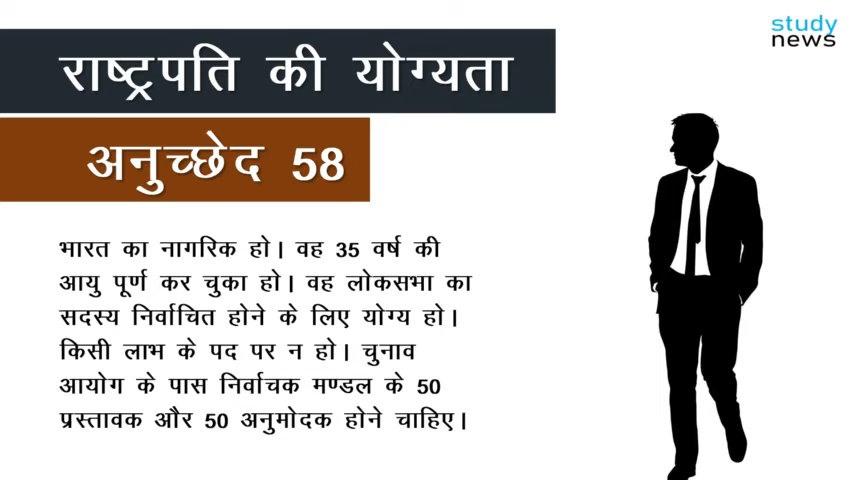 study
news
राष्ट्रपति की योग्यता
अनुच्छेद 58
भारत का नागरिक हो। वह 35 वर्ष की
आयु पूर्ण कर चुका हो। वह लोकसभा का
सदस्य निर्वाचित होने के लिए योग्य हो।
किसी लाभ के पद पर न हो। चुनाव
आयोग के पास निर्वाचक मण्डल के 50
प्रस्तावक और 50 अनुमोदक होने चाहिए।